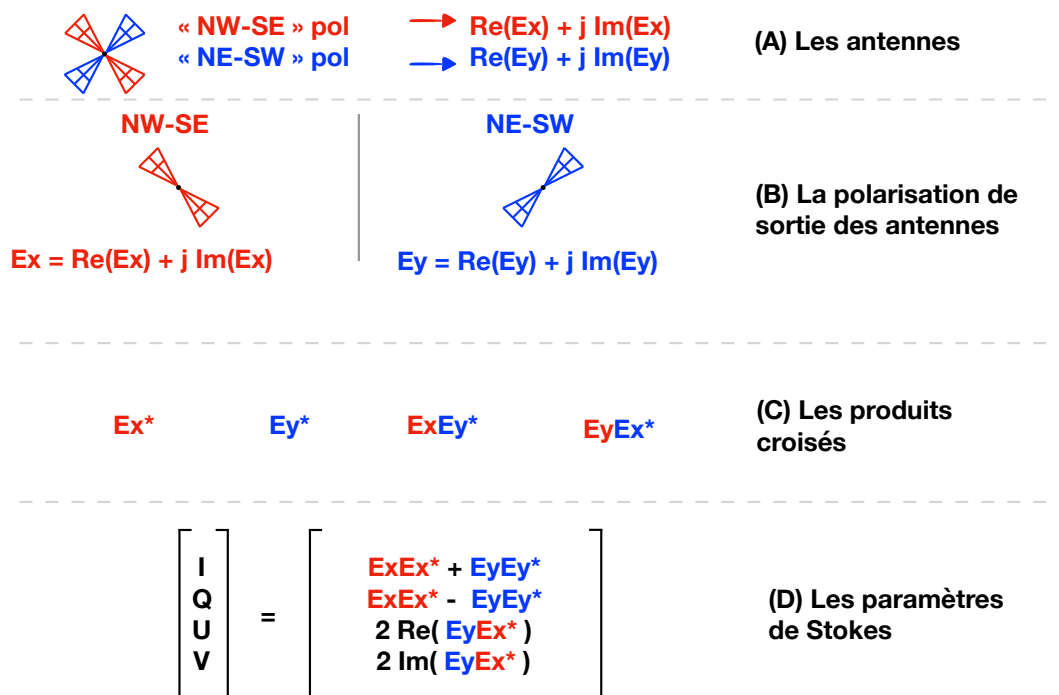 « NW-SE » pol Re(Ex) + j Im(Ex)
« NE-SW » pol Re(Ey) + j Im(Ey)
(A) Les antennes
NW-SE NE-SW
Ex = Re(Ex) + j Im(Ex) Ey = Re(Ey) + j Im(Ey)
(B) La polarisation de
sortie des antennes
Ex* Ey* ExEy* EyEx*
(C) Les produits
croisés
I ExEx* + EyEy*
Q ExEx* - EyEy*
=
U 2 Re( EyEx* )
V 2 Im( EyEx* )
(D) Les paramètres
de Stokes